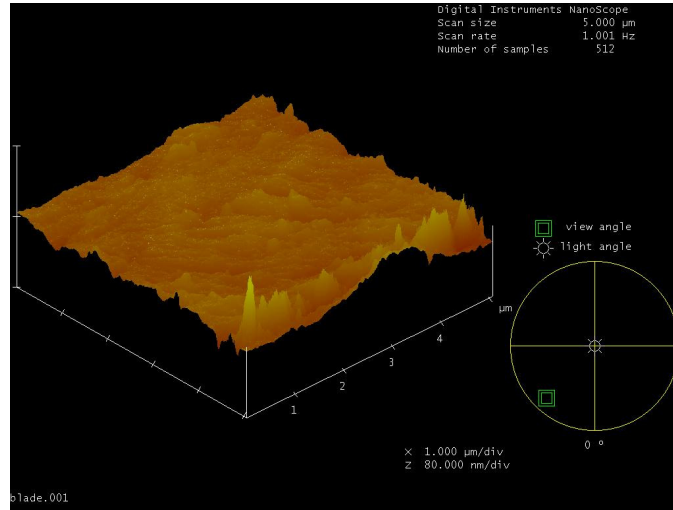 Digital Instruments NanoScope
Scan size 5.000 µm
Scan rate 1.001 Hz
Number of samples 512
view angle
light angle
µm
4
3
2
1
0 º
X 1.000 µm/div
Z 80.000 nm/div
blade.001